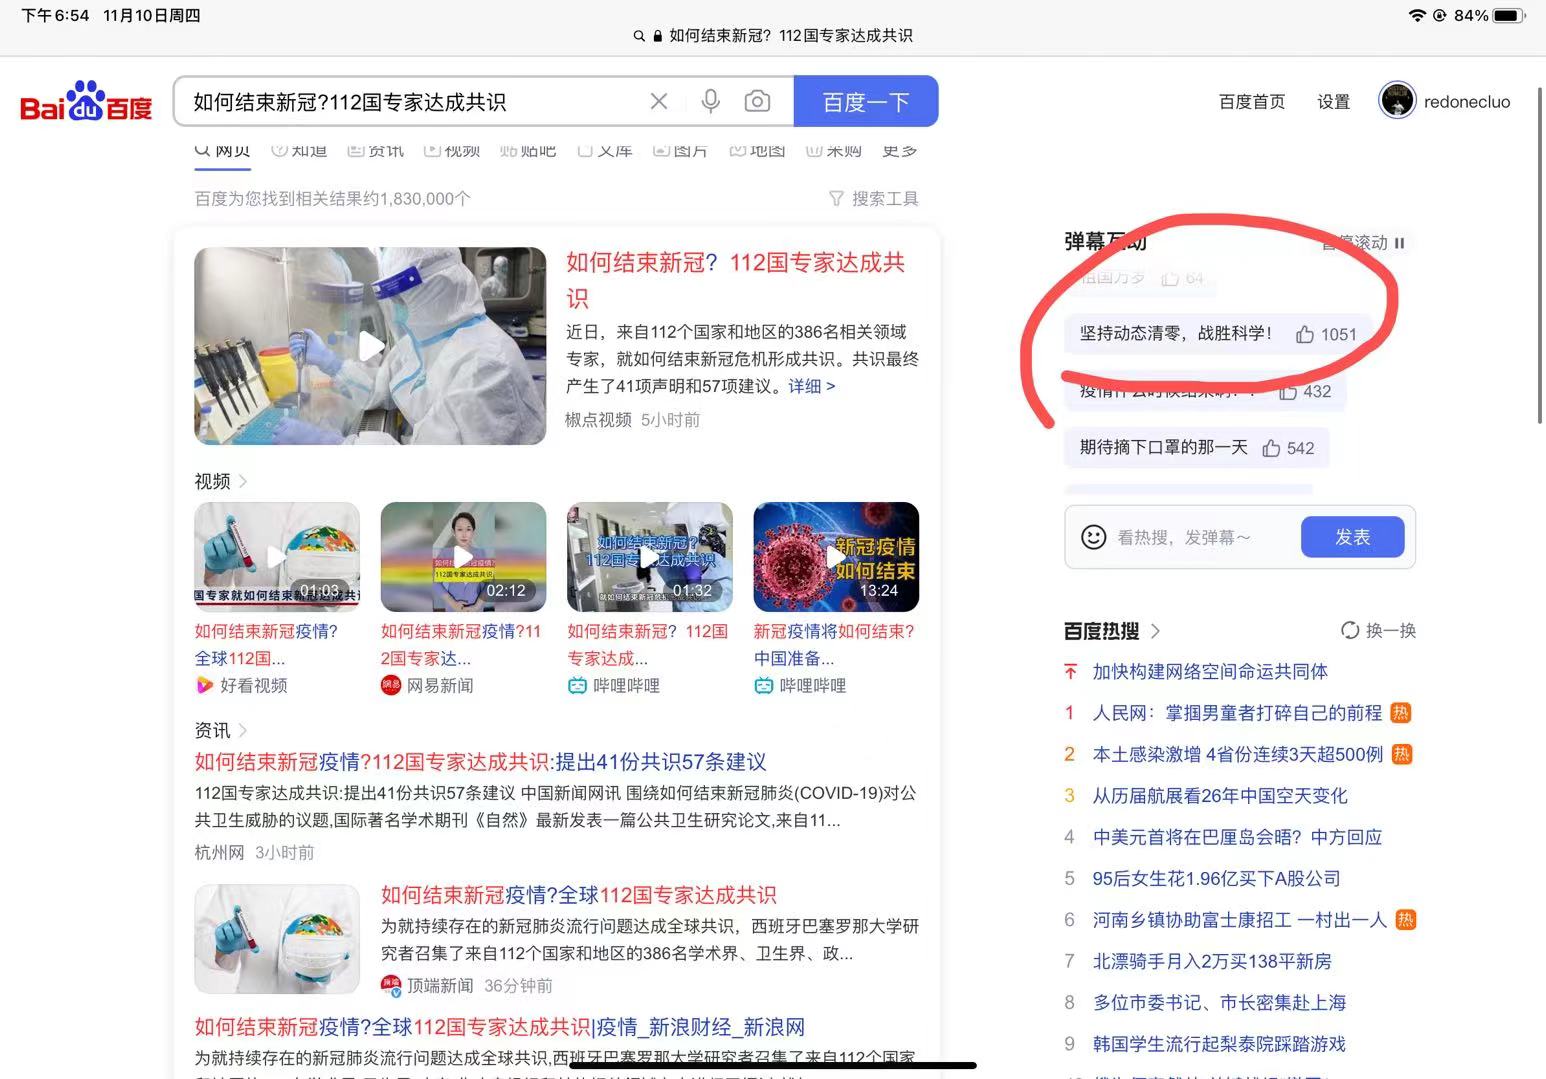 下午6:54 11月10日周四
84%
如何结束新冠？112国专家达成共识
Bai du 百度
如何结束新冠?112国专家达成共识
百度一下
百度首页 设置 redonecluo
网页 知道 资讯 视频 贴吧 文库 图片 地图 采购 更多
百度为您找到相关结果约1,830,000个
搜索工具
如何结束新冠？112国专家达成共
识
近日，来自112个国家和地区的386名相关领域
专家，就如何结束新冠危机形成共识。共识最终
产生了41项声明和57项建议。详细 >
椒点视频 5小时前
视频
国专家就如何结束新冠达成共
01:03
112国专家达成共识
02:12
如何结束新冠?
112国专家达成共识
01:32
新冠疫情
如何结束
13:24
如何结束新冠疫情?
全球112国...
好看视频
如何结束新冠疫情?11
2国专家达...
网易新闻
如何结束新冠？112国
专家达成...
哔哩哔哩
新冠疫情将如何结束?
中国准备...
哔哩哔哩
资讯
如何结束新冠疫情?112国专家达成共识:提出41份共识57条建议
112国专家达成共识:提出41份共识57条建议 中国新闻网讯 围绕如何结束新冠肺炎(COVID-19)对公
共卫生威胁的议题,国际著名学术期刊《自然》最新发表一篇公共卫生研究论文,来自11...
杭州网 3小时前
如何结束新冠疫情?全球112国专家达成共识
为就持续存在的新冠肺炎流行问题达成全球共识，西班牙巴塞罗那大学研
究者召集了来自112个国家和地区的386名学术界、卫生界、政...
顶端新闻 36分钟前
如何结束新冠疫情?全球112国专家达成共识|疫情_新浪财经_新浪网
为就持续存在的新冠肺炎流行问题达成全球共识,西班牙巴塞罗那大学研究者召集了来自112个国家
弹幕互动
暂停滚动
祖国万岁 64
坚持动态清零，战胜科学！ 1051
疫情什么时候结束啊？？ 432
期待摘下口罩的那一天 542
看热搜，发弹幕～
发表
百度热搜
换一换
加快构建网络空间命运共同体
1 人民网：掌掴男童者打碎自己的前程 热
2 本土感染激增 4省份连续3天超500例 热
3 从历届航展看26年中国空天变化
4 中美元首将在巴厘岛会晤？中方回应
5 95后女生花1.96亿买下A股公司
6 河南乡镇协助富士康招工 一村出一人 热
7 北漂骑手月入2万买138平新房
8 多位市委书记、市长密集赴上海
9 韩国学生流行起梨泰院踩踏游戏